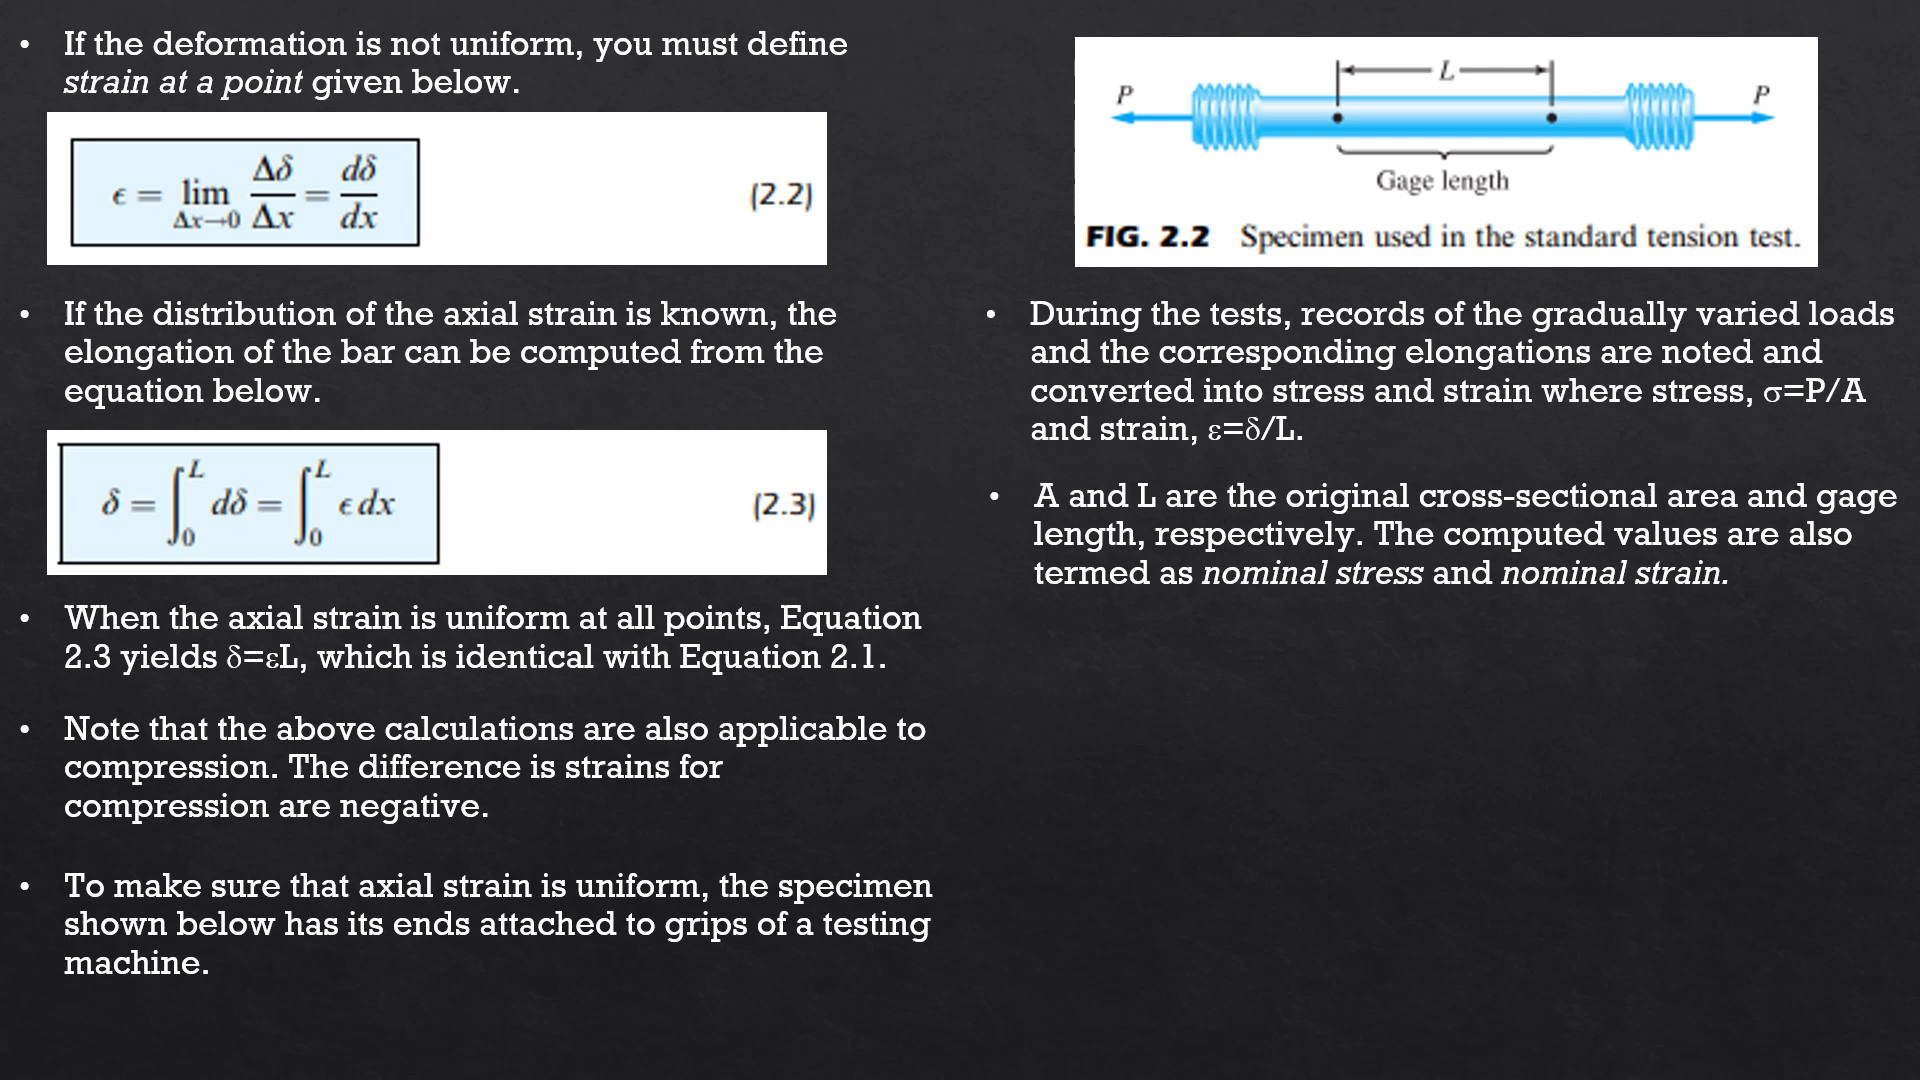 • If the deformation is not uniform, you must define
strain at a point given below.
ϵ = lim Δx→0 Δδ/Δx = dδ/dx (2.2)
• If the distribution of the axial strain is known, the
elongation of the bar can be computed from the
equation below.
δ = ∫₀ᴸ dδ = ∫₀ᴸ ϵ dx (2.3)
• When the axial strain is uniform at all points, Equation
2.3 yields δ=εL, which is identical with Equation 2.1.
• Note that the above calculations are also applicable to
compression. The difference is strains for
compression are negative.
• To make sure that axial strain is uniform, the specimen
shown below has its ends attached to grips of a testing
machine.
L
P P
Gage length
FIG. 2.2 Specimen used in the standard tension test.
• During the tests, records of the gradually varied loads
and the corresponding elongations are noted and
converted into stress and strain where stress, σ=P/A
and strain, ε=δ/L.
• A and L are the original cross-sectional area and gage
length, respectively. The computed values are also
termed as nominal stress and nominal strain.